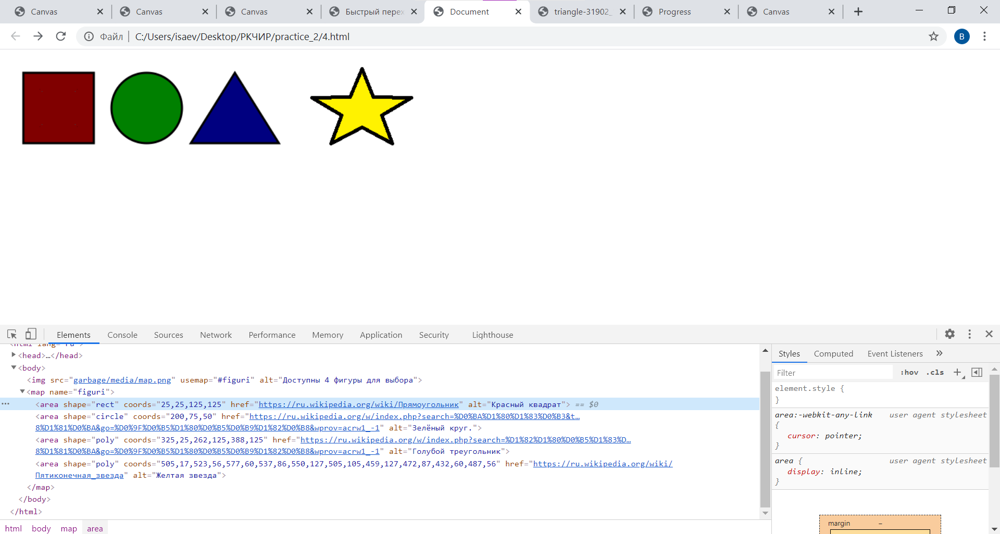 Canvas
Canvas
Canvas
Быстрый перех
Document
triangle-31902_
Progress
Canvas
Файл
C:/Users/isaev/Desktop/РКЧИР/practice_2/4.html
B
Elements
Console
Sources
Network
Performance
Memory
Application
Security
Lighthouse
<html lang="ru">
<head>…</head>
<body>
<img src="garbage/media/map.png" usemap="#figuri" alt="Доступны 4 фигуры для выбора">
<map name="figuri">
<area shape="rect" coords="25,25,125,125" href="https://ru.wikipedia.org/wiki/Прямоугольник" alt="Красный квадрат"> == $0
<area shape="circle" coords="200,75,50" href="https://ru.wikipedia.org/w/index.php?search=%D0%BA%D1%80%D1%83%D0%B3&t…
8%D1%81%D0%BA&go=%D0%9F%D0%B5%D1%80%D0%B5%D0%B9%D1%82%D0%B8&wprov=acrw1_-1" alt="Зелёный круг.">
<area shape="poly" coords="325,25,262,125,388,125" href="https://ru.wikipedia.org/w/index.php?search=%D1%82%D1%80%D0%B5%D1%83%D…
8%D1%81%D0%BA&go=%D0%9F%D0%B5%D1%80%D0%B5%D0%B9%D1%82%D0%B8&wprov=acrw1_-1" alt="Голубой треугольник">
<area shape="poly" coords="505,17,523,56,577,60,537,86,550,127,505,105,459,127,472,87,432,60,487,56" href="https://ru.wikipedia.org/wiki/
Пятиконечная_звезда" alt="Желтая звезда">
</map>
</body>
</html>
html
body
map
area
Styles
Computed
Event Listeners
Filter
:hov
.cls
element.style {
}
area:-webkit-any-link user agent stylesheet
{
cursor: pointer;
}
area { user agent stylesheet
display: inline;
}
margin
–